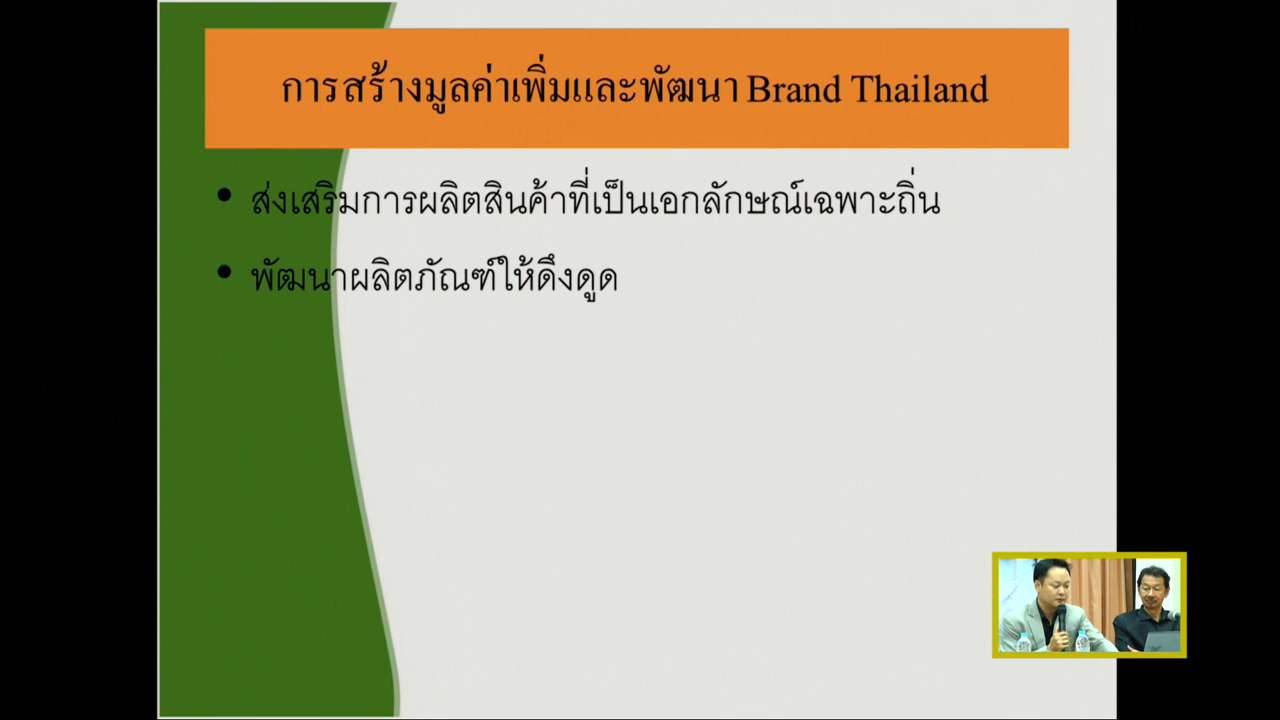 การสร้างมูลค่าเพิ่มและพัฒนา Brand Thailand
• ส่งเสริมการผลิตสินค้าที่เป็นเอกลักษณ์เฉพาะถิ่น
• พัฒนาผลิตภัณฑ์ให้ดึงดูด